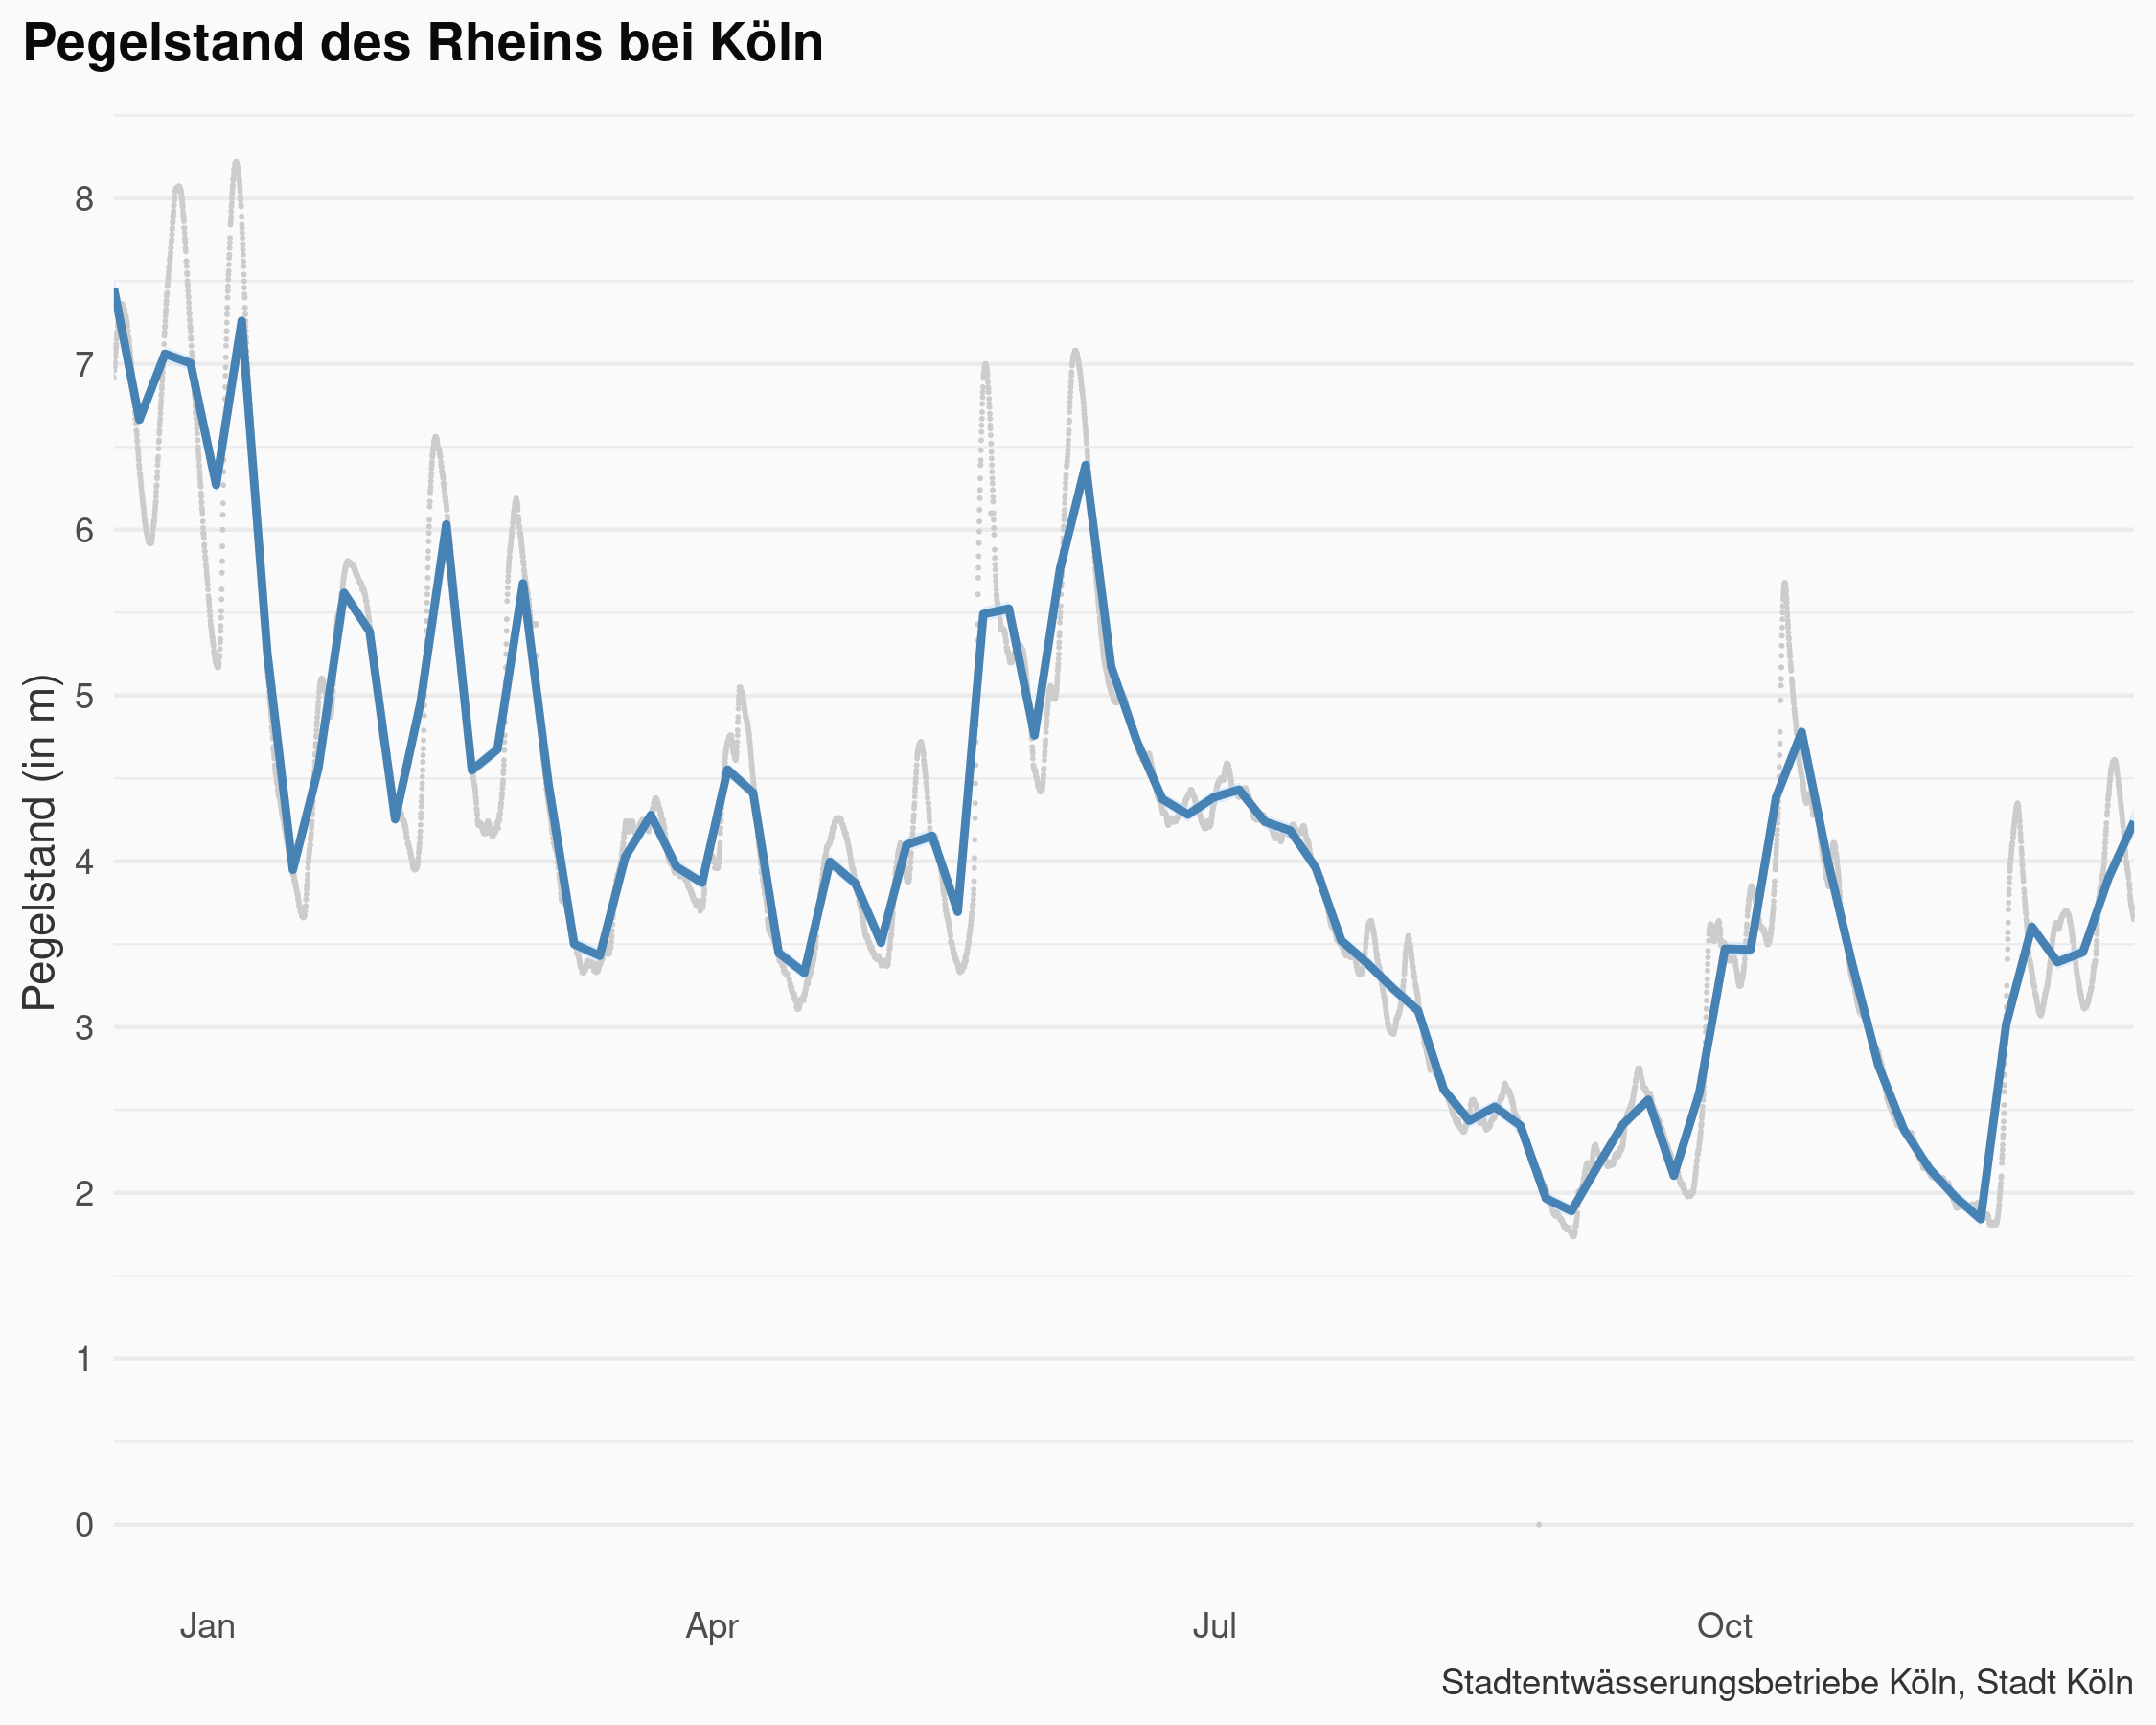 Pegelstand des Rheins bei Köln
Pegelstand (in m)
8
7
6
5
4
3
2
1
0
Jan Apr Jul Oct
Stadtentwässerungsbetriebe Köln, Stadt Köln